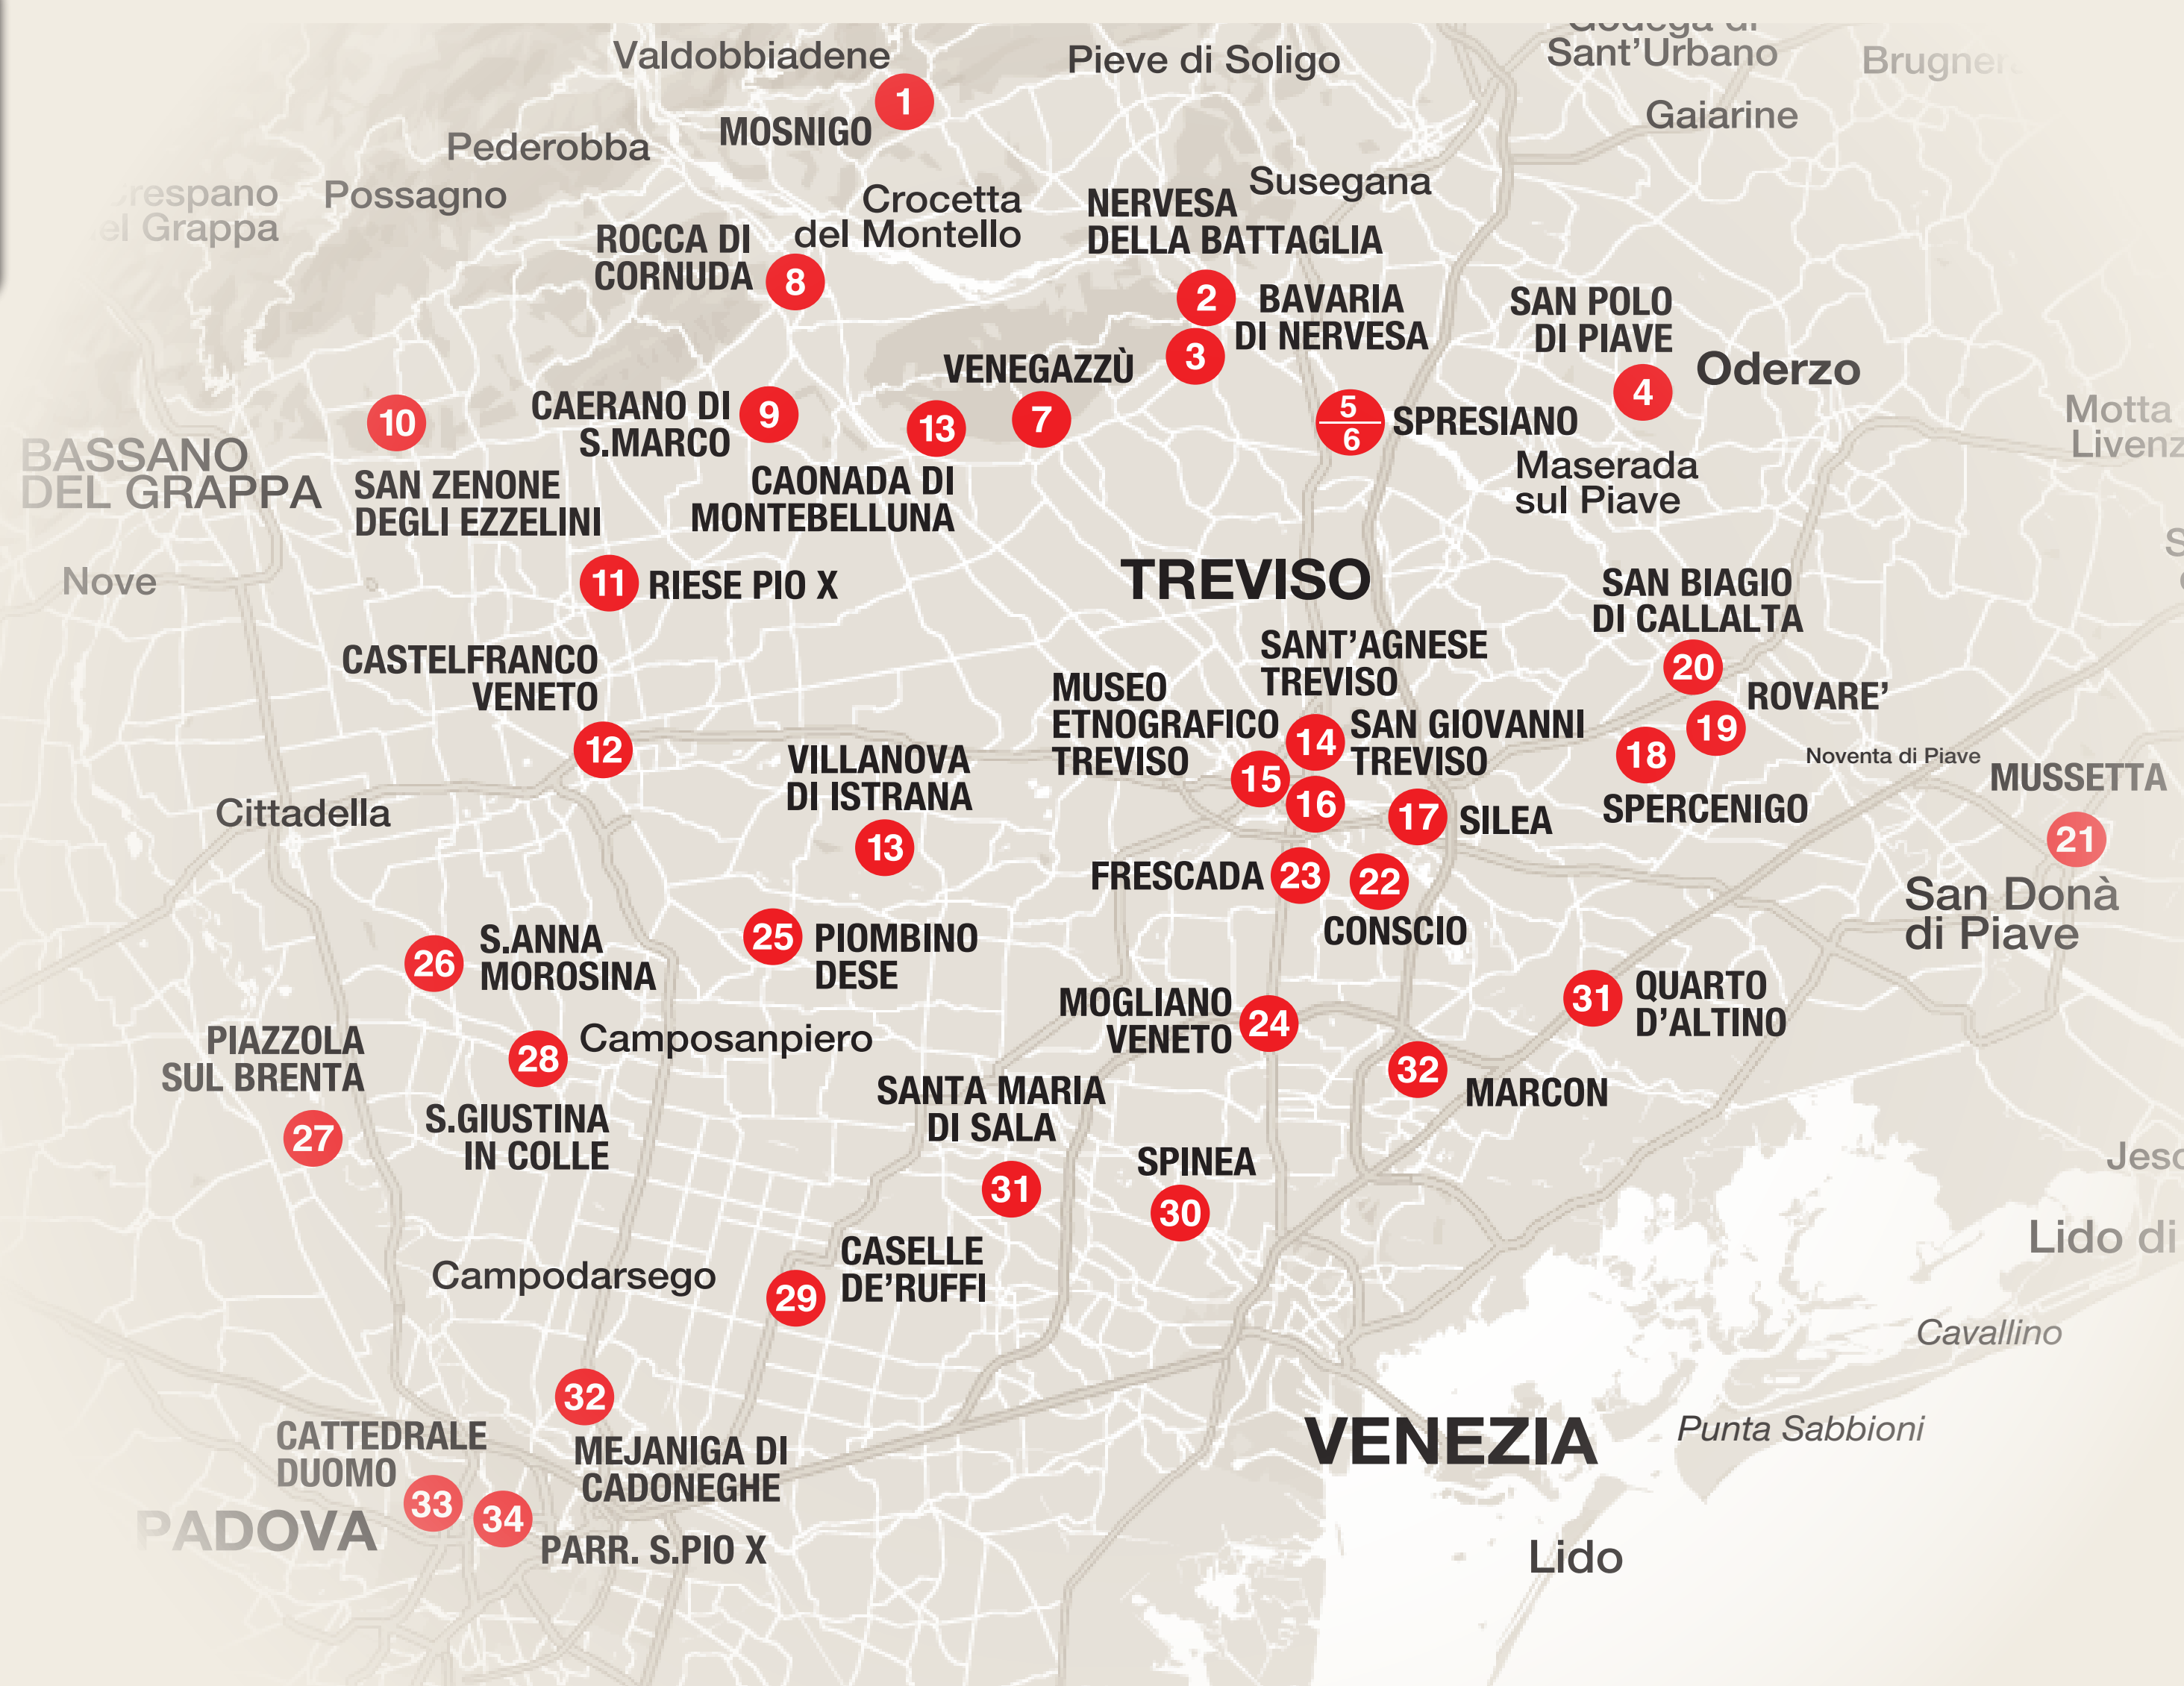 Sant'Urbano
Valdobbiadene
Pieve di Soligo
1
Gaiarine
MOSNIGO
Pederobba
Possagno
Susegana
Crocetta
del Montello
NERVESA
DELLA BATTAGLIA
ROCCA DI
CORNUDA
8
2
BAVARIA
DI NERVESA
3
SAN POLO
DI PIAVE
4
Oderzo
VENEGAZZÙ
7
10
CAERANO DI
S.MARCO
9
13
5
6
SPRESIANO
Motta
BASSANO
DEL GRAPPA
SAN ZENONE
DEGLI EZZELINI
CAONADA DI
MONTEBELLUNA
Maserada
sul Piave
Nove
11
RIESE PIO X
TREVISO
SAN BIAGIO
DI CALLALTA
20
CASTELFRANCO
VENETO
12
SANT'AGNESE
TREVISO
14
MUSEO
ETNOGRAFICO
TREVISO
15
SAN GIOVANNI
TREVISO
16
ROVARE'
19
18
SPERCENIGO
Noventa di Piave
MUSSETTA
21
VILLANOVA
DI ISTRANA
13
Cittadella
17
SILEA
FRESCADA
23
22
CONSCIO
San Donà
di Piave
26
S.ANNA
MOROSINA
25
PIOMBINO
DESE
31
QUARTO
D'ALTINO
MOGLIANO
VENETO
24
PIAZZOLA
SUL BRENTA
27
28
Camposanpiero
32
MARCON
S.GIUSTINA
IN COLLE
SANTA MARIA
DI SALA
31
SPINEA
30
Lido di
Campodarsego
29
CASELLE
DE'RUFFI
Cavallino
32
MEJANIGA DI
CADONEGHE
CATTEDRALE
DUOMO
33
34
PADOVA
PARR. S.PIO X
VENEZIA
Punta Sabbioni
Lido